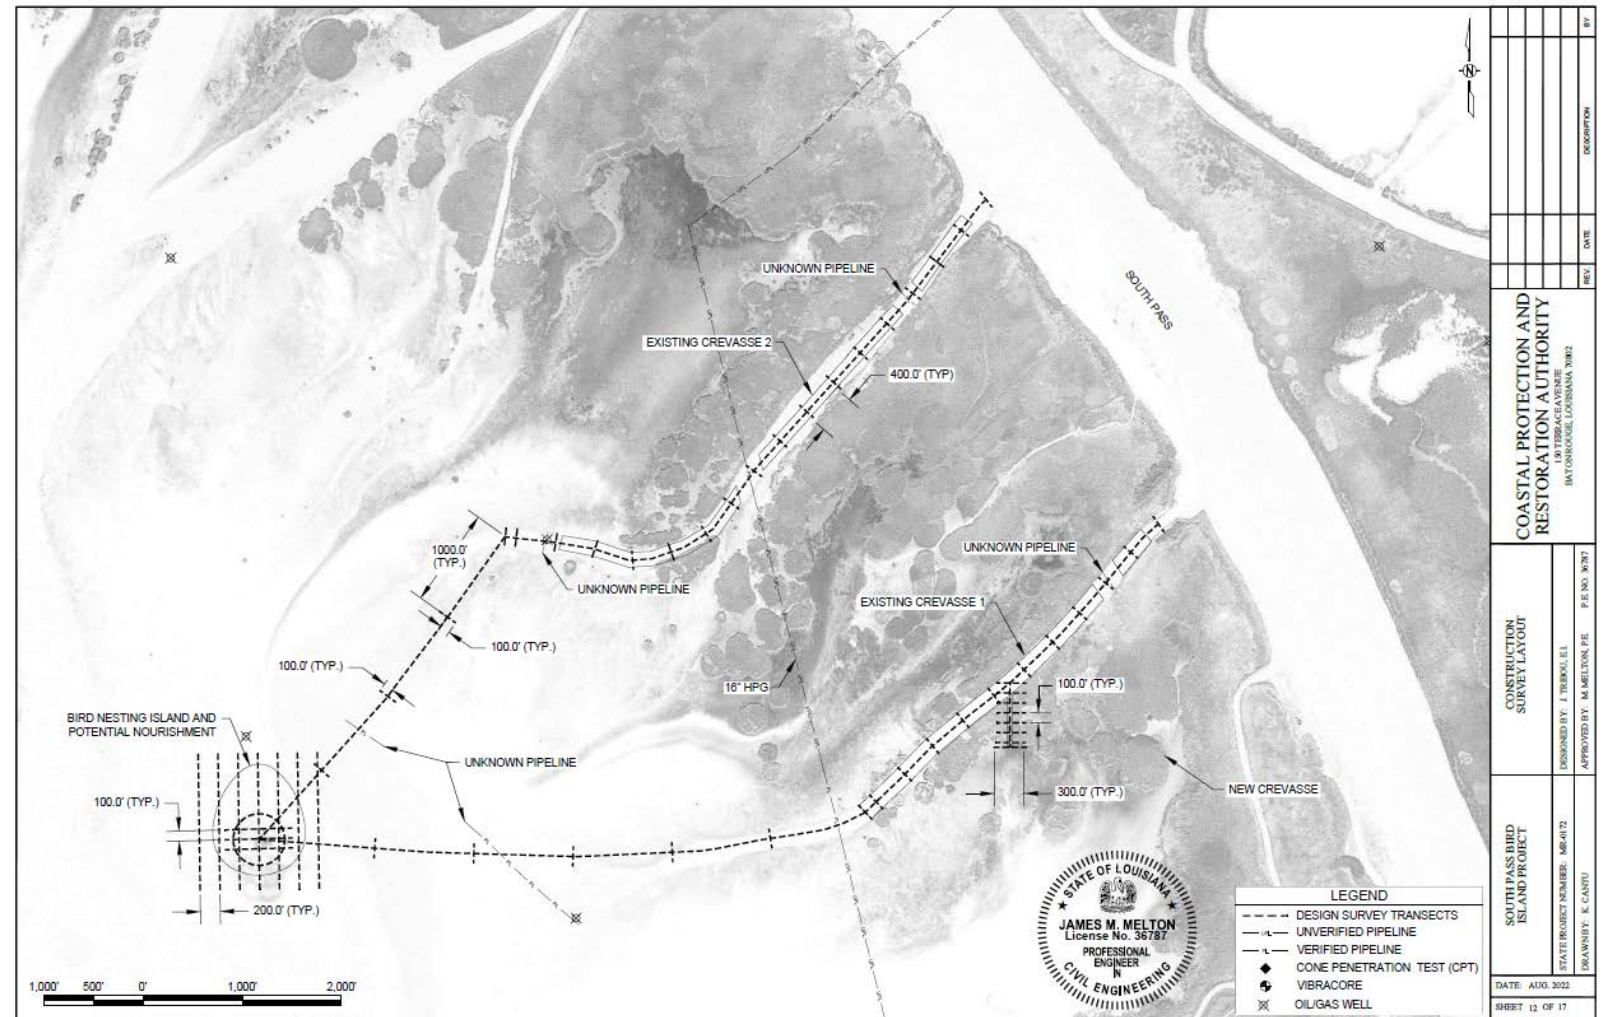 UNKNOWN PIPELINE
SOUTH PASS
EXISTING CREVASSE 2
400.0' (TYP)
1000.0'
(TYP.)
UNKNOWN PIPELINE
UNKNOWN PIPELINE
EXISTING CREVASSE 1
100.0' (TYP.)
100.0' (TYP.)
16" HPG
100.0' (TYP.)
BIRD NESTING ISLAND AND
POTENTIAL NOURISHMENT
UNKNOWN PIPELINE
100.0' (TYP.)
300.0' (TYP.)
NEW CREVASSE
200.0' (TYP.)
1,000' 500' 0' 1,000' 2,000'
STATE OF LOUISIANA
JAMES M. MELTON
License No. 36787
PROFESSIONAL
ENGINEER
IN
CIVIL ENGINEERING
LEGEND
DESIGN SURVEY TRANSECTS
UNVERIFIED PIPELINE
VERIFIED PIPELINE
CONE PENETRATION TEST (CPT)
VIBRACORE
OIL/GAS WELL
N
REV. DATE DESCRIPTION BY
COASTAL PROTECTION AND
RESTORATION AUTHORITY
150 TERRACE AVENUE
BATON ROUGE, LOUISIANA 70802
CONSTRUCTION
SURVEY LAYOUT
DESIGNED BY: J. TRIBOU, E.I.
APPROVED BY: M. MELTON, P.E. P.E. NO. 36787
SOUTH PASS BIRD
ISLAND PROJECT
STATE PROJECT NUMBER: MR-0172
DRAWN BY: K. CANTU
DATE: AUG. 2022
SHEET 12 OF 17